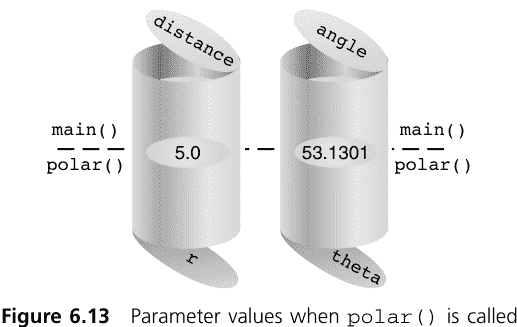 distance
angle
main()
main()
5.0
53.1301
polar()
polar()
r
theta
Figure 6.13 Parameter values when polar() is called